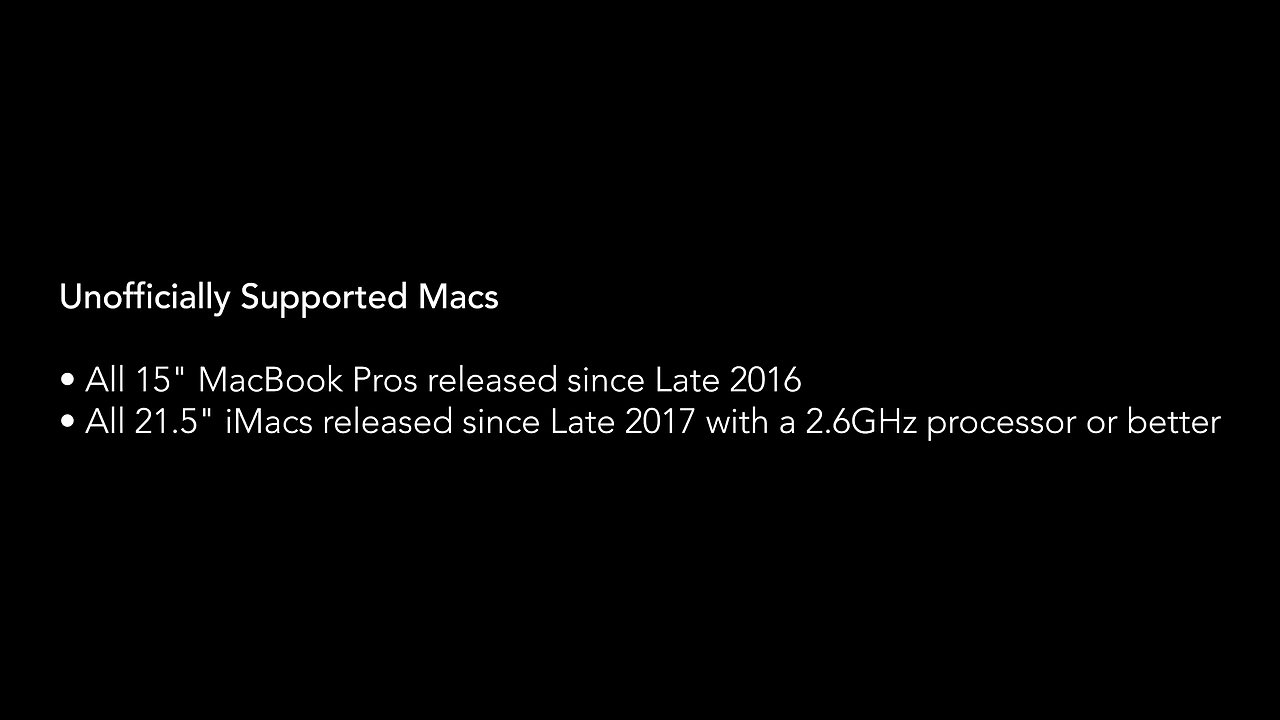 Unofficially Supported Macs
• All 15" MacBook Pros released since Late 2016
• All 21.5" iMacs released since Late 2017 with a 2.6GHz processor or better